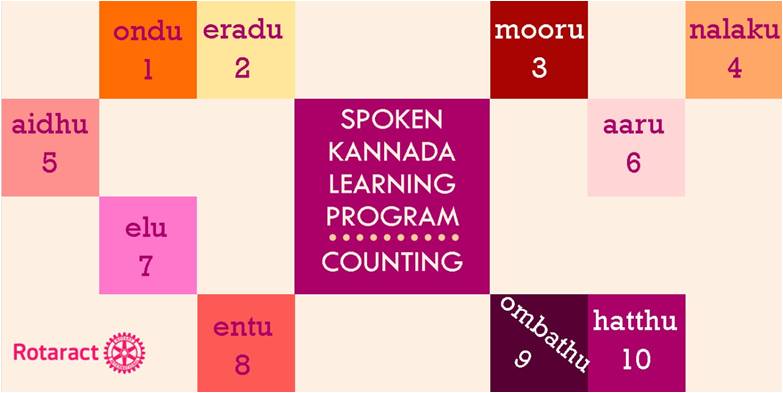 ondu
1
eradu
2
mooru
3
nalaku
4
aidhu
5
SPOKEN
KANNADA
LEARNING
PROGRAM
COUNTING
aaru
6
elu
7
entu
8
ombathu
9
hatthu
10
Rotaract